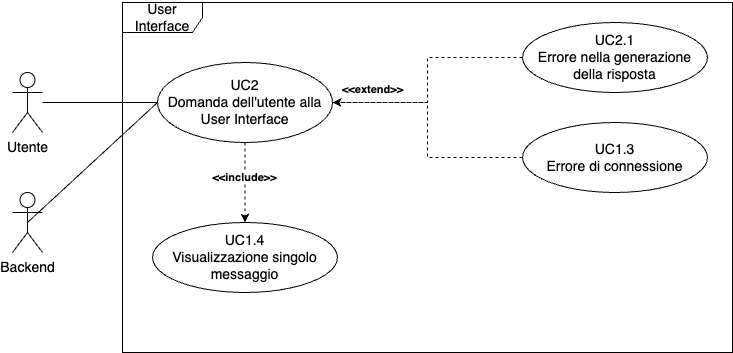 User
Interface
UC2
Domanda dell'utente alla
User Interface
<<extend>>
UC2.1
Errore nella generazione
della risposta
Utente
UC1.3
Errore di connessione
<<include>>
UC1.4
Visualizzazione singolo
messaggio
Backend